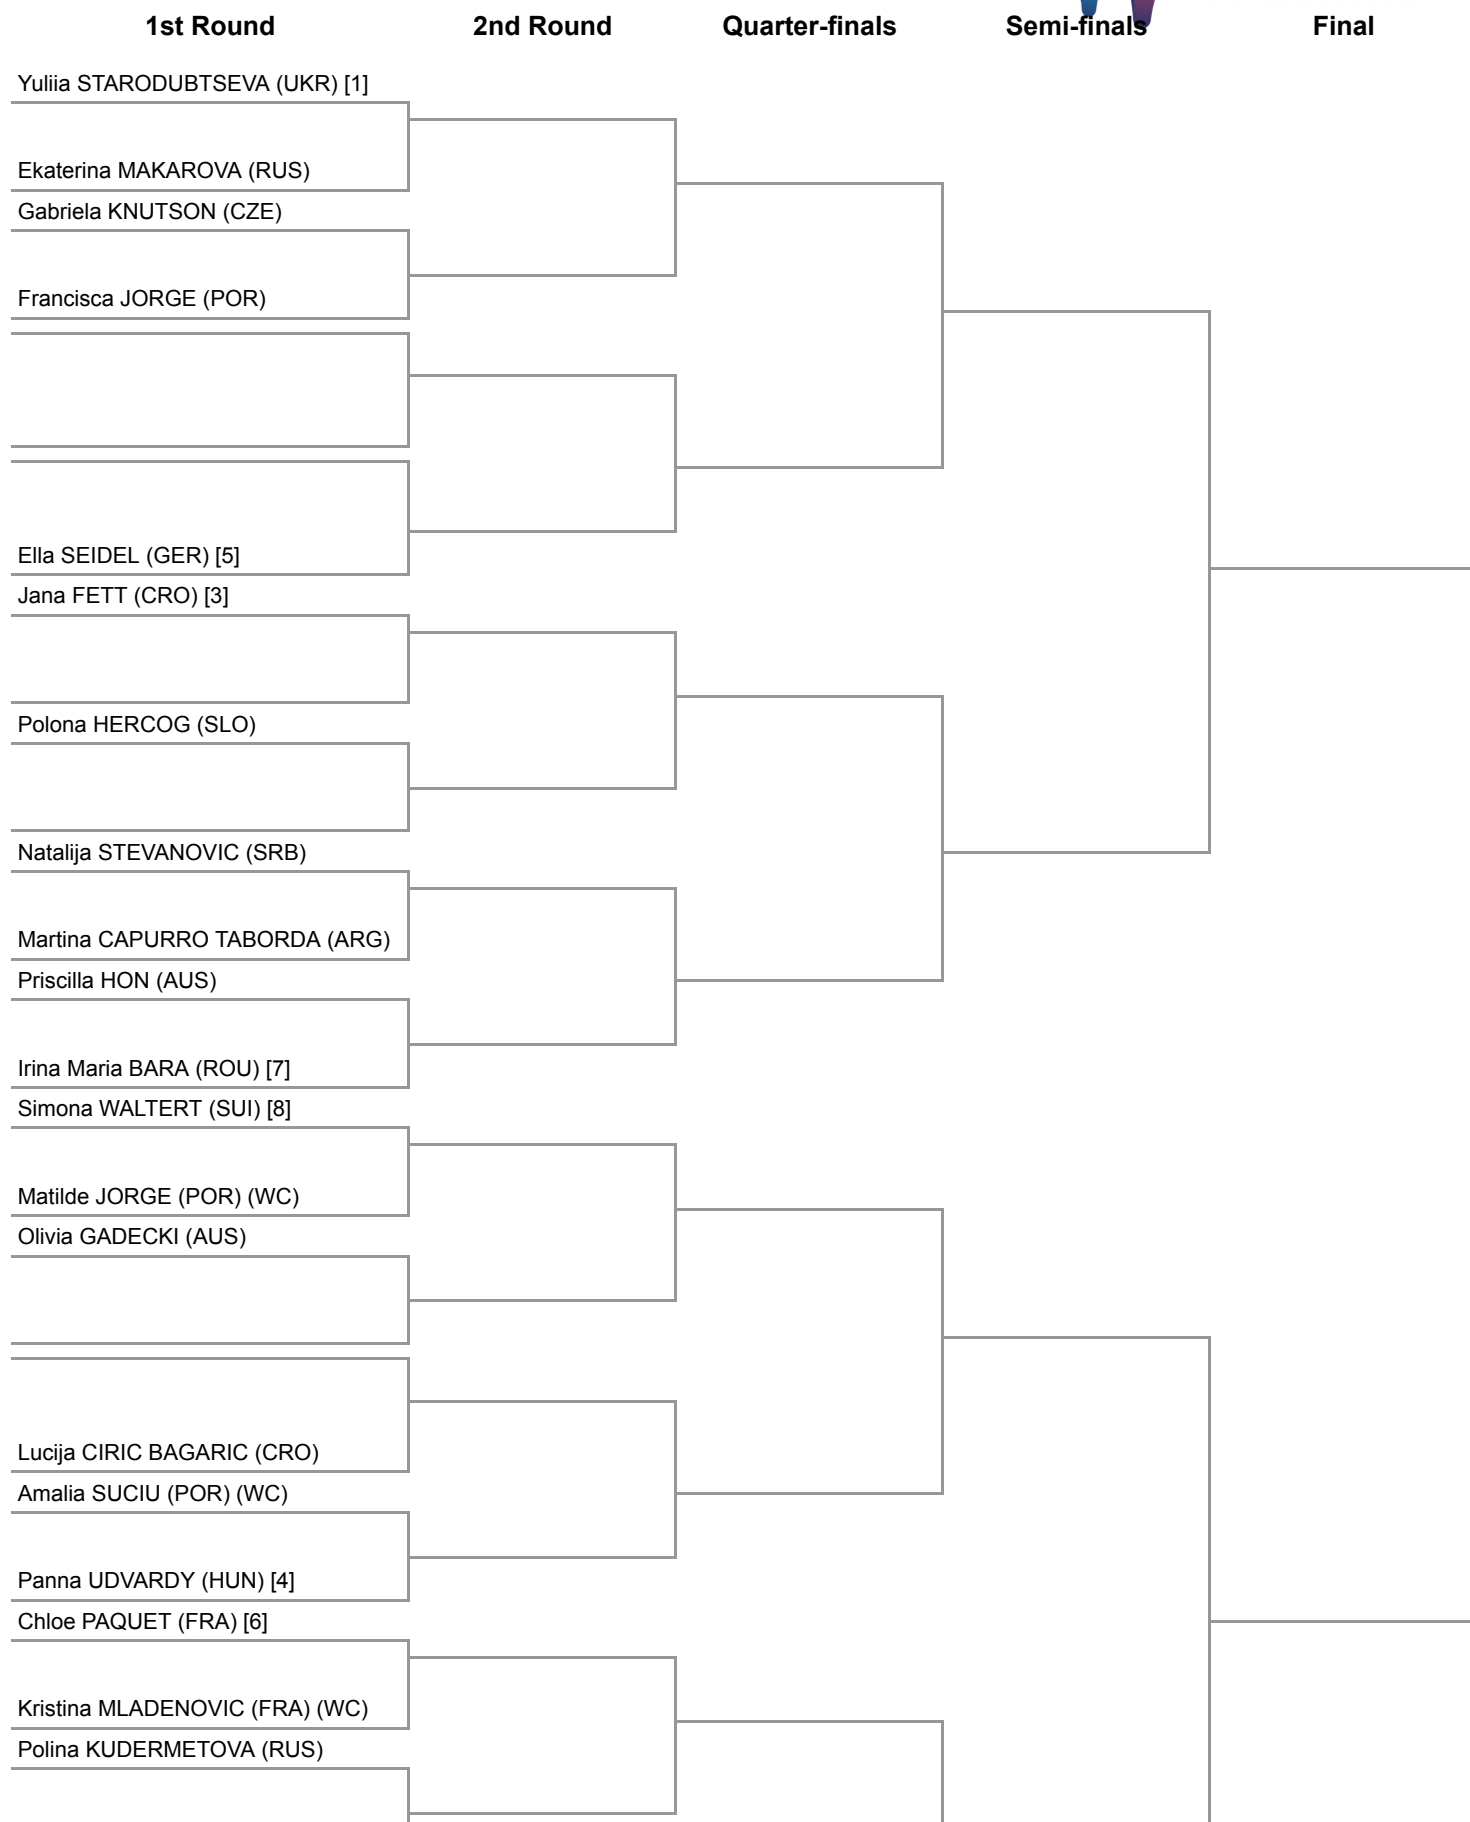 1st Round 2nd Round Quarter-finals Semi-finals Final
Yuliia STARODUBTSEVA (UKR) [1]
Ekaterina MAKAROVA (RUS)
Gabriela KNUTSON (CZE)
Francisca JORGE (POR)
Ella SEIDEL (GER) [5]
Jana FETT (CRO) [3]
Polona HERCOG (SLO)
Natalija STEVANOVIC (SRB)
Martina CAPURRO TABORDA (ARG)
Priscilla HON (AUS)
Irina Maria BARA (ROU) [7]
Simona WALTERT (SUI) [8]
Matilde JORGE (POR) (WC)
Olivia GADECKI (AUS)
Lucija CIRIC BAGARIC (CRO)
Amalia SUCIU (POR) (WC)
Panna UDVARDY (HUN) [4]
Chloe PAQUET (FRA) [6]
Kristina MLADENOVIC (FRA) (WC)
Polina KUDERMETOVA (RUS)